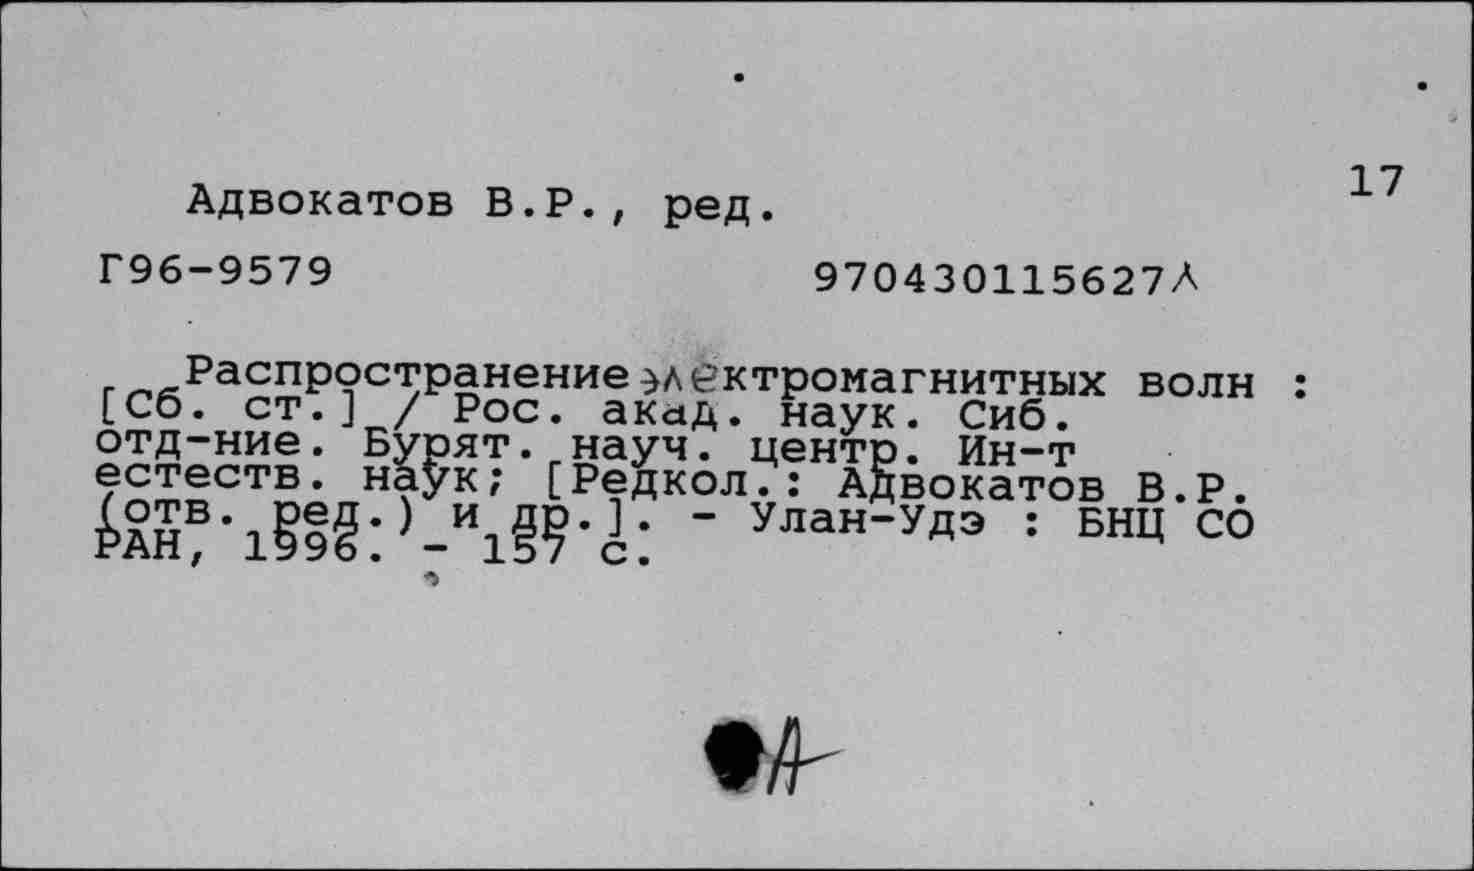 17
Адвокатов В.Р., ред.
Г96-9579 970430115627Л
Распространение электромагнитных волн :
[Сб. ст.] / Рос. акад. наук. Сиб.
отд-ние. Бурят. науч. центр. Ин-т
естеств. наук; [Редкол.: Адвокатов В.Р.
(отв. ред.) и др.]. - Улан-Удэ : БНЦ СО
РАН, 1996. - 157 с.
А